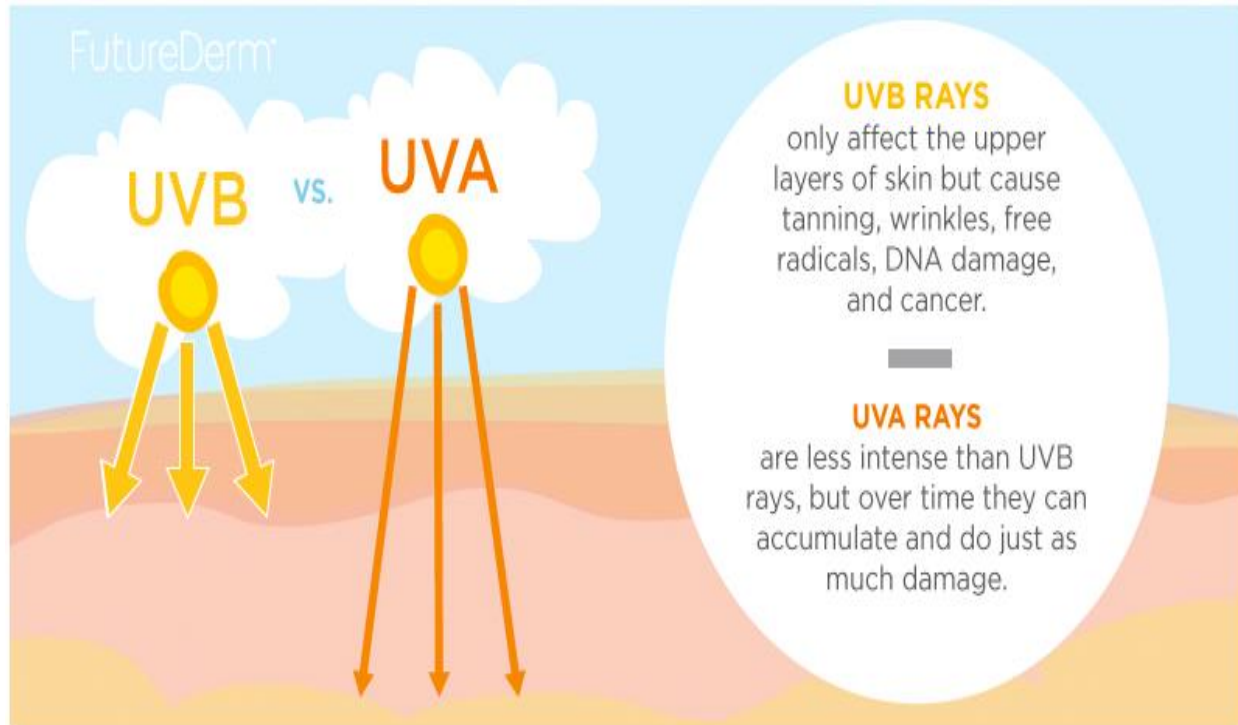 FutureDerm
UVB
vs.
UVA
UVB RAYS
only affect the upper
layers of skin but cause
tanning, wrinkles, free
radicals, DNA damage,
and cancer.
UVA RAYS
are less intense than UVB
rays, but over time they can
accumulate and do just as
much damage.